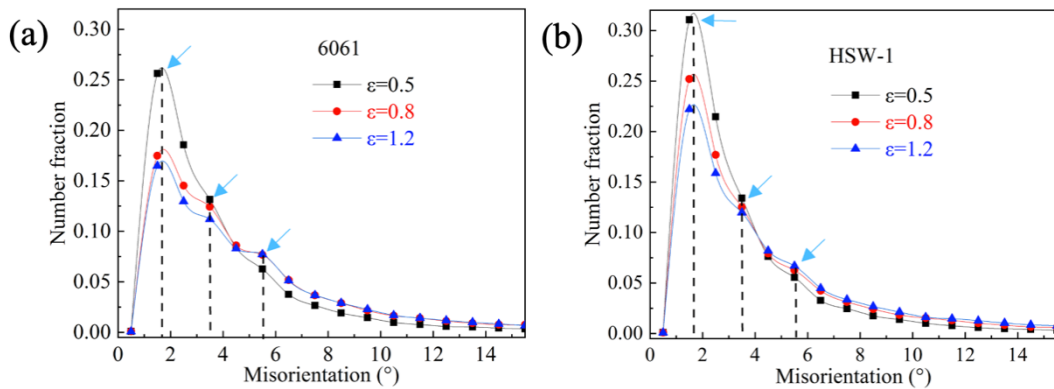 (a)
6061
ε=0.5
ε=0.8
ε=1.2
Number fraction
0.30
0.25
0.20
0.15
0.10
0.05
0.00
0 2 4 6 8 10 12 14
Misorientation (°)
(b)
HSW-1
ε=0.5
ε=0.8
ε=1.2
Number fraction
0.30
0.25
0.20
0.15
0.10
0.05
0.00
0 2 4 6 8 10 12 14
Misorientation (°)